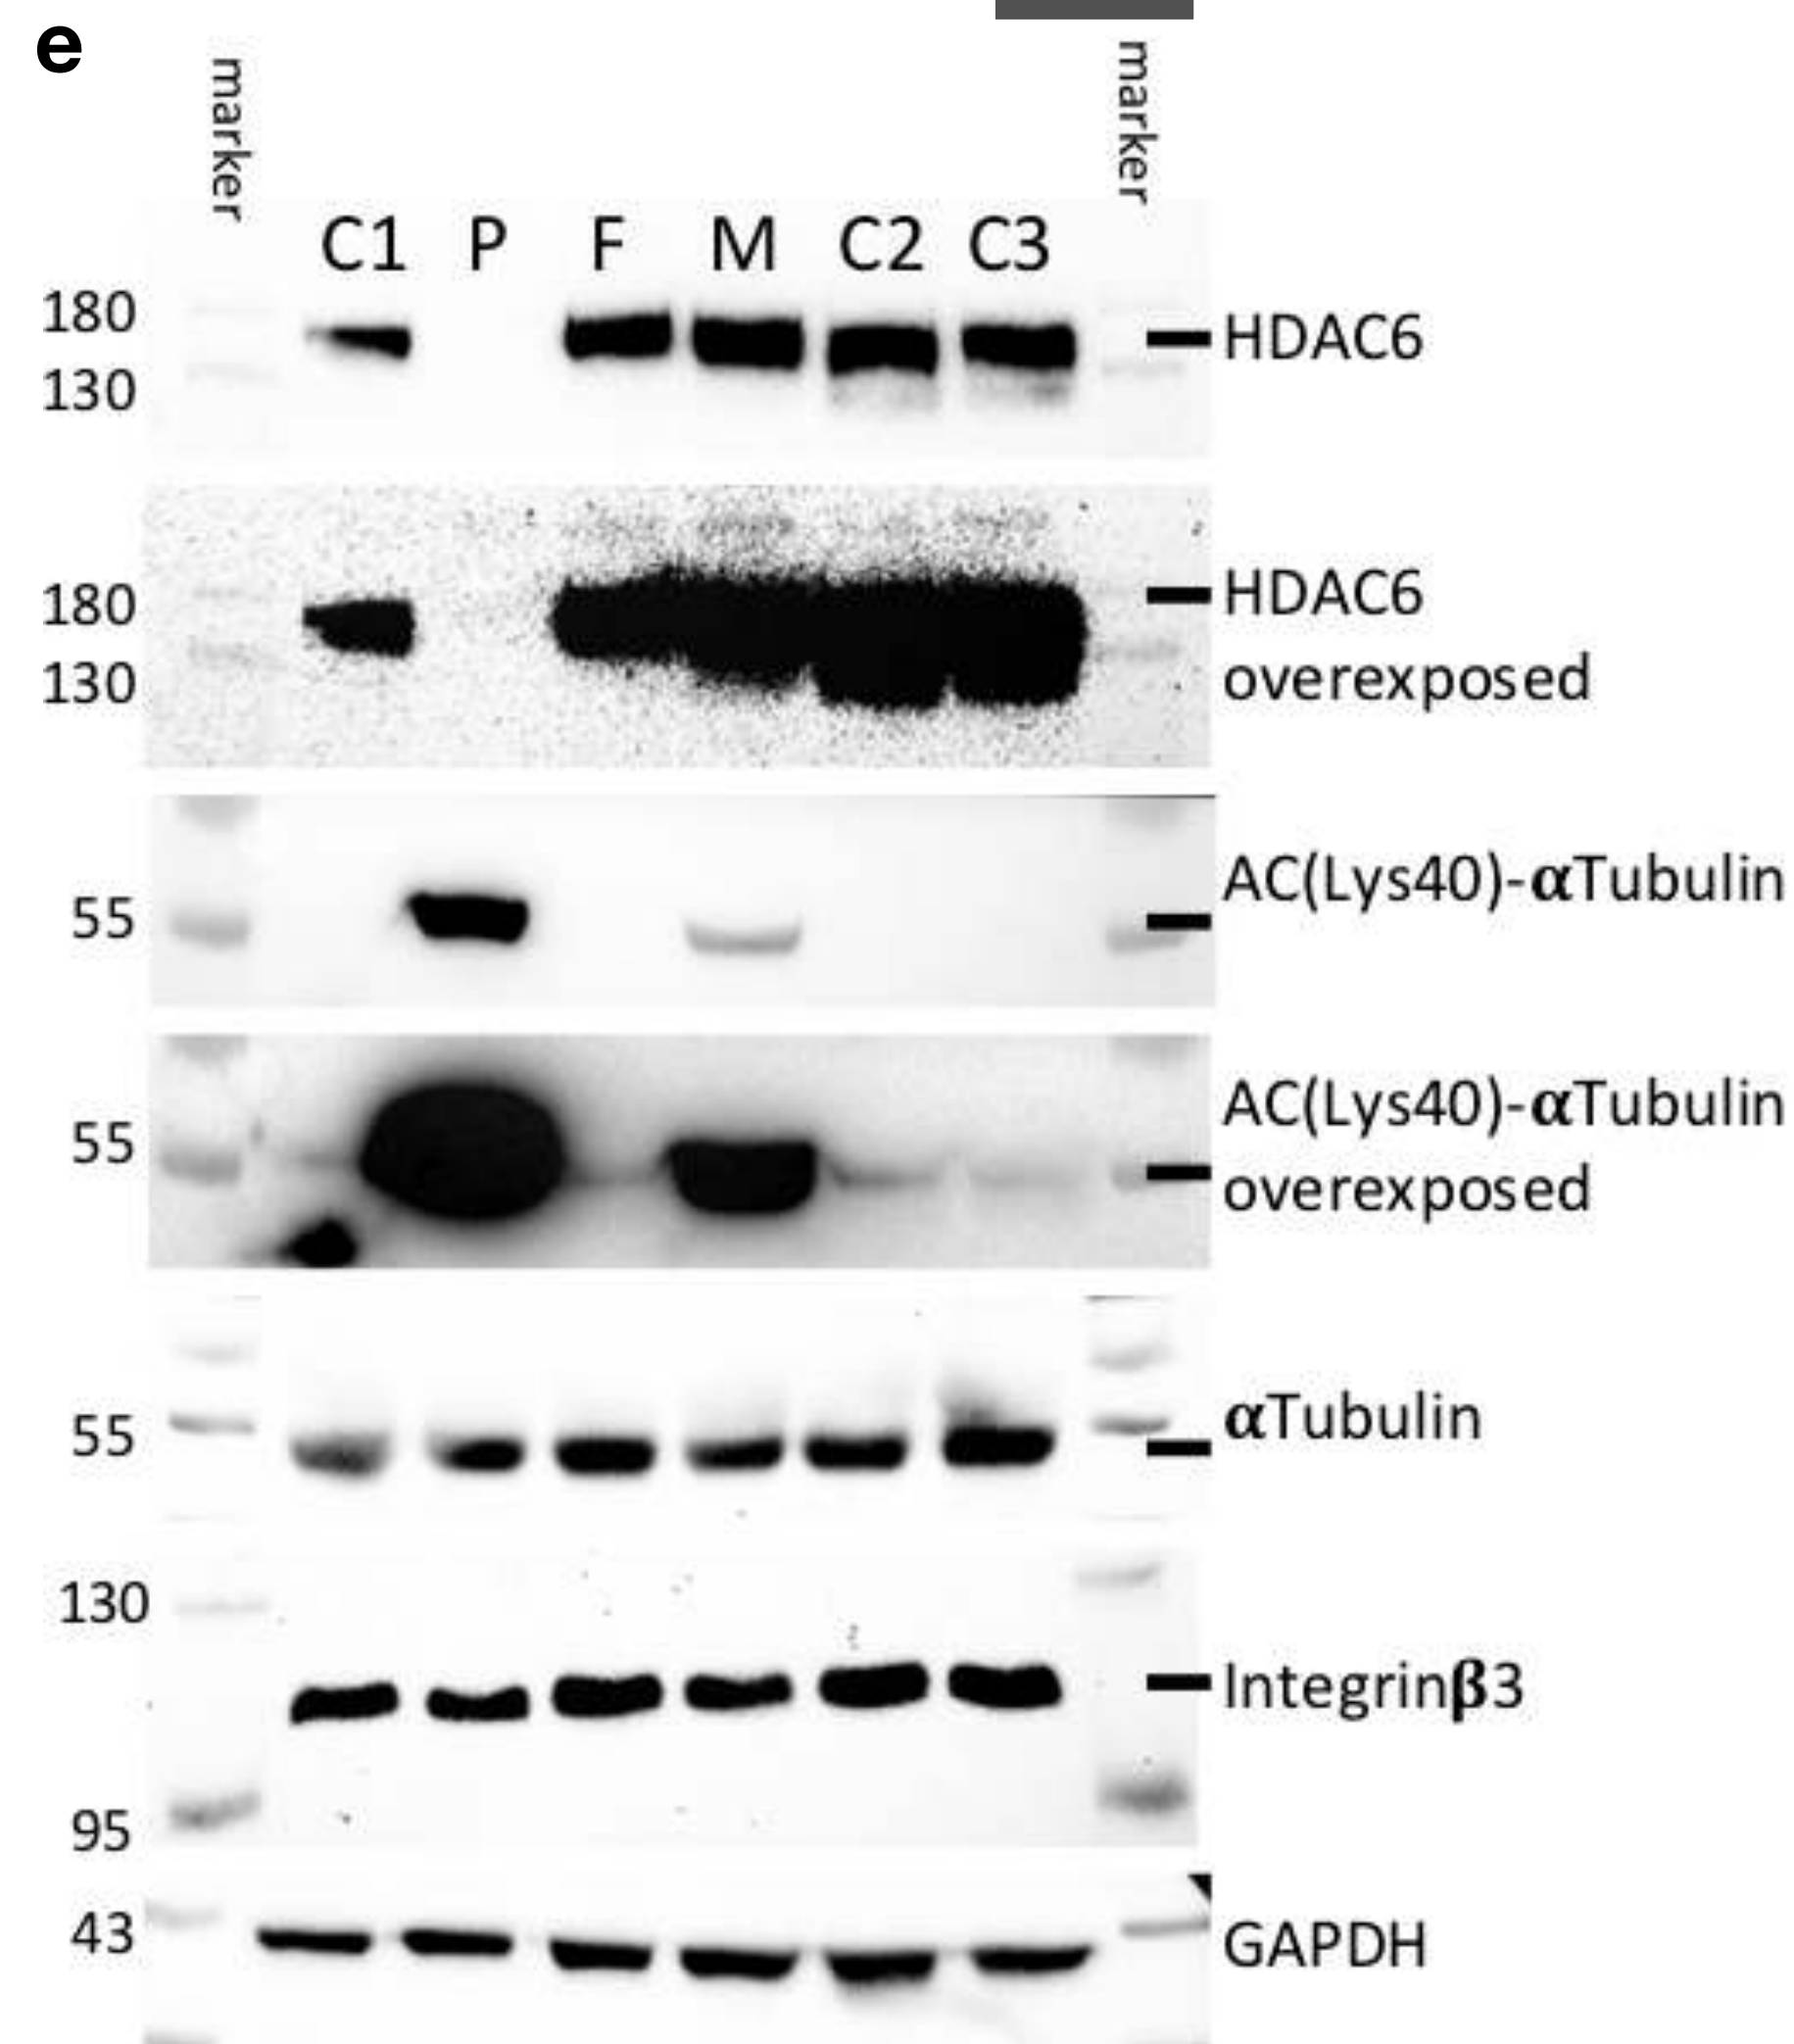 e
marker
marker
C1 P F M C2 C3
180
HDAC6
130
180
HDAC6
130
overexposed
AC(Lys40)-αTubulin
55
AC(Lys40)-αTubulin
55
overexposed
αTubulin
55
130
Integrinβ3
95
43
GAPDH